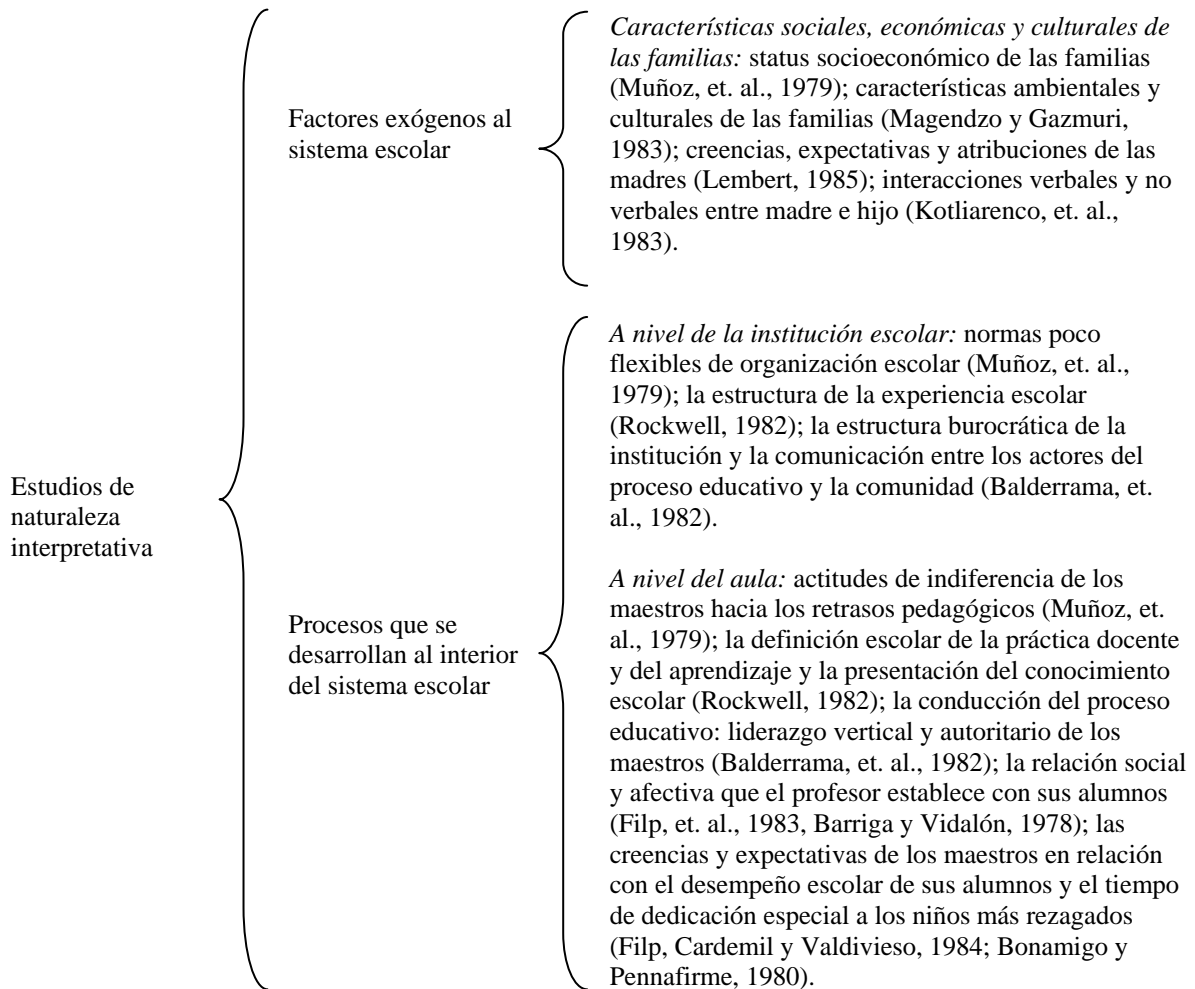 Estudios de
naturaleza
interpretativa
Factores exógenos al
sistema escolar
Características sociales, económicas y culturales de
las familias: status socioeconómico de las familias
(Muñoz, et. al., 1979); características ambientales y
culturales de las familias (Magendzo y Gazmuri,
1983); creencias, expectativas y atribuciones de las
madres (Lembert, 1985); interacciones verbales y no
verbales entre madre e hijo (Kotliarenco, et. al.,
1983).
Procesos que se
desarrollan al interior
del sistema escolar
A nivel de la institución escolar: normas poco
flexibles de organización escolar (Muñoz, et. al.,
1979); la estructura de la experiencia escolar
(Rockwell, 1982); la estructura burocrática de la
institución y la comunicación entre los actores del
proceso educativo y la comunidad (Balderrama, et.
al., 1982).
A nivel del aula: actitudes de indiferencia de los
maestros hacia los retrasos pedagógicos (Muñoz, et.
al., 1979); la definición escolar de la práctica docente
y del aprendizaje y la presentación del conocimiento
escolar (Rockwell, 1982); la conducción del proceso
educativo: liderazgo vertical y autoritario de los
maestros (Balderrama, et. al., 1982); la relación social
y afectiva que el profesor establece con sus alumnos
(Filp, et. al., 1983, Barriga y Vidalón, 1978); las
creencias y expectativas de los maestros en relación
con el desempeño escolar de sus alumnos y el tiempo
de dedicación especial a los niños más rezagados
(Filp, Cardemil y Valdivieso, 1984; Bonamigo y
Pennafirme, 1980).